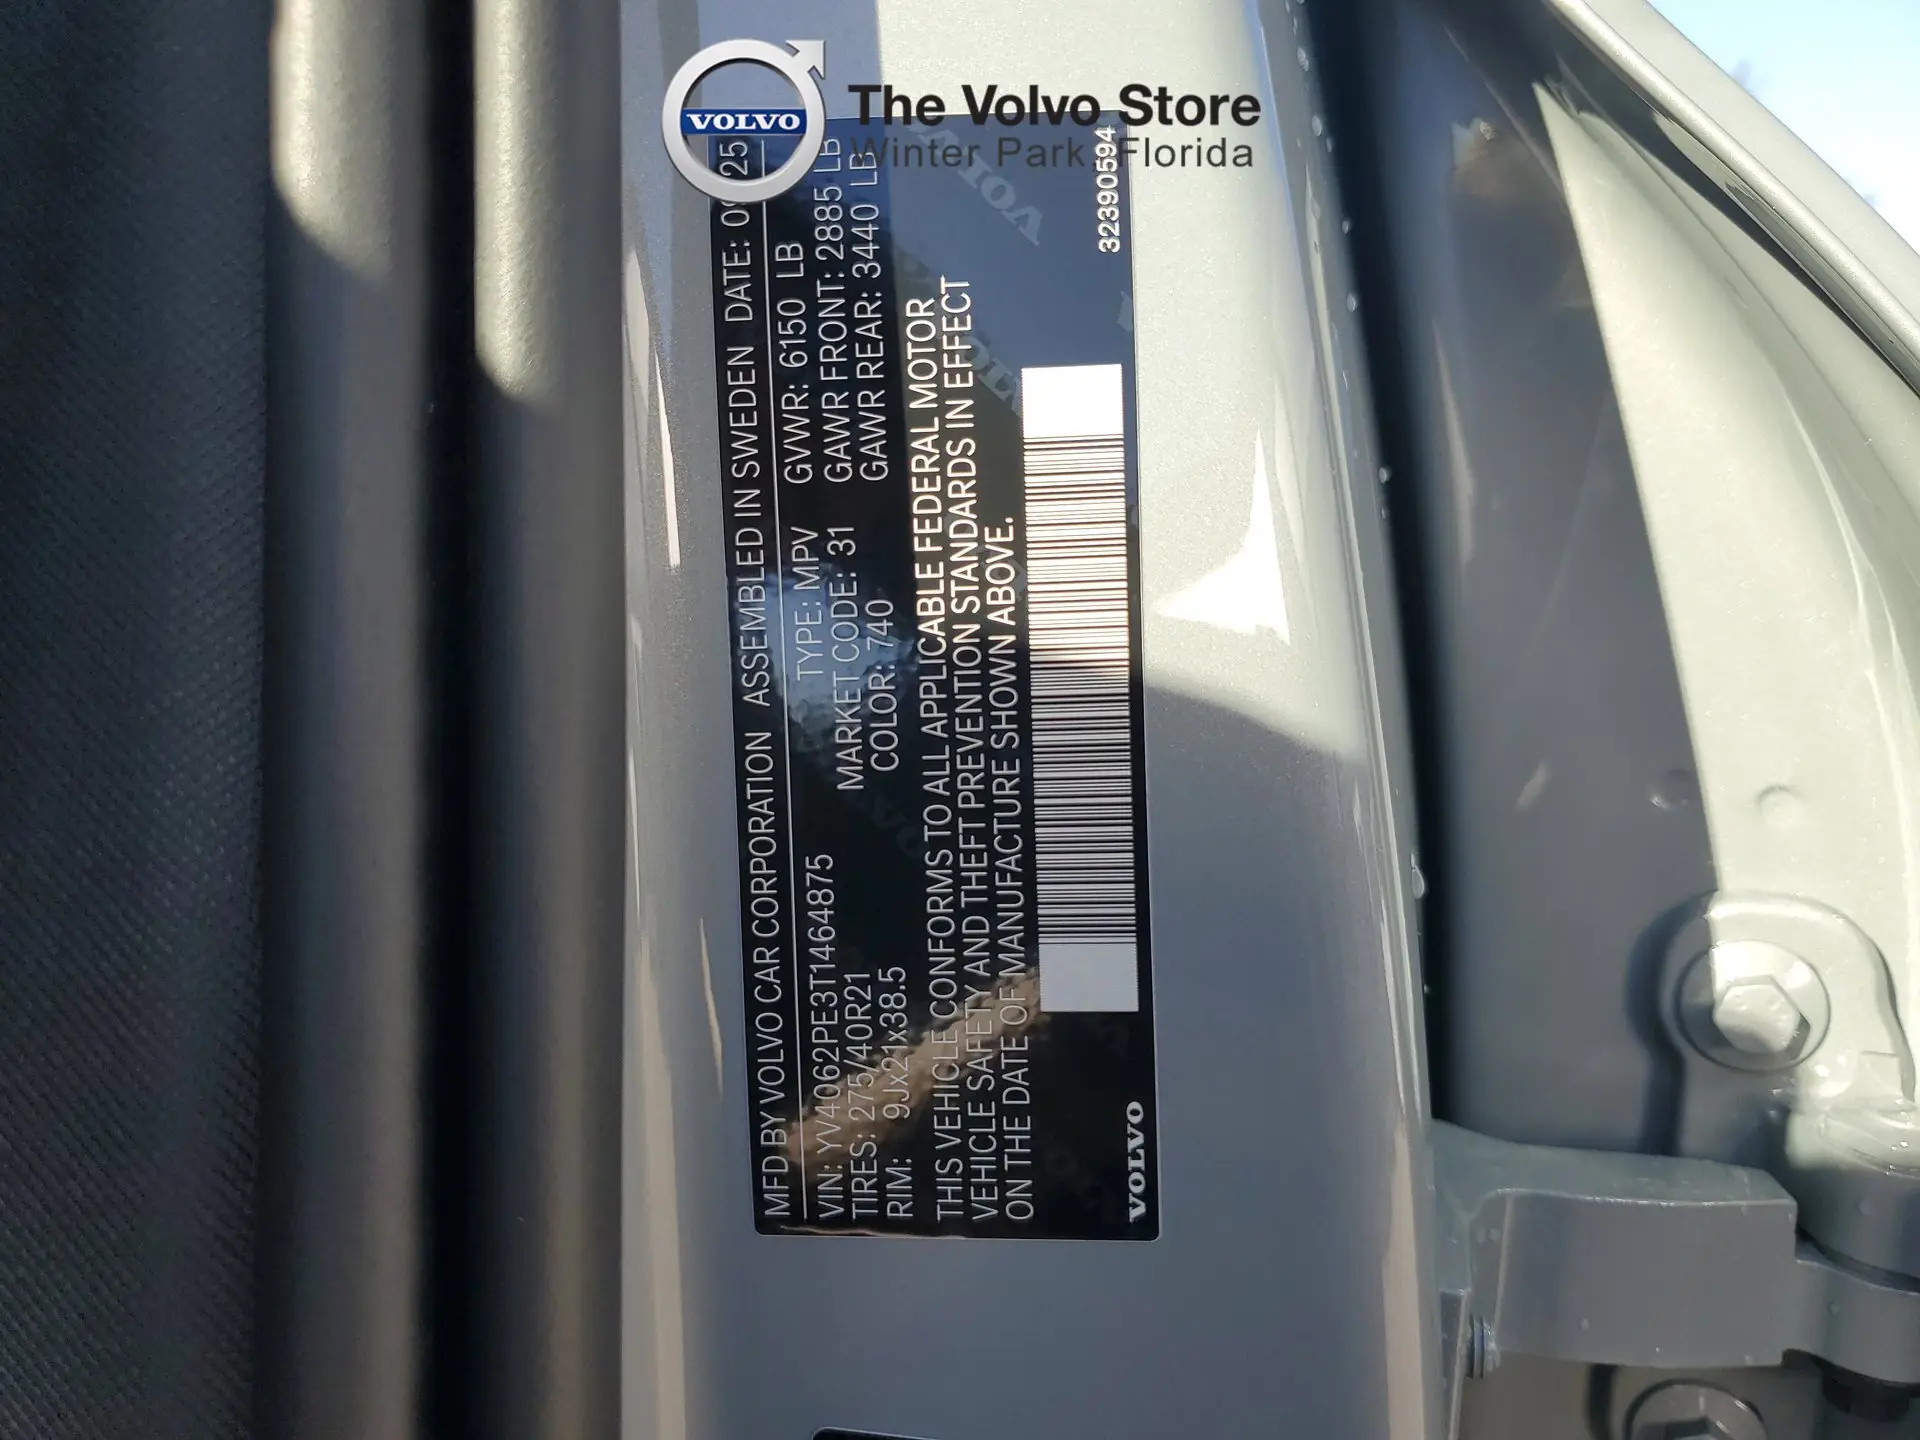 VOLVO
The Volvo Store
Winter Park, Florida
MFD BY VOLVO CAR CORPORATION ASSEMBLED IN SWEDEN DATE:
VIN: YV4062PE3T1464875 TYPE: MPV GVWR: 6150 LB
TIRES: 275/40R21 MARKET CODE: 31 GAWR FRONT: 2885 LB
RIM: 9Jx21x38.5 COLOR: 740 GAWR REAR: 3440 LB
THIS VEHICLE CONFORMS TO ALL APPLICABLE FEDERAL MOTOR
VEHICLE SAFETY AND THEFT PREVENTION STANDARDS IN EFFECT
ON THE DATE OF MANUFACTURE SHOWN ABOVE.
VOLVO
32390594